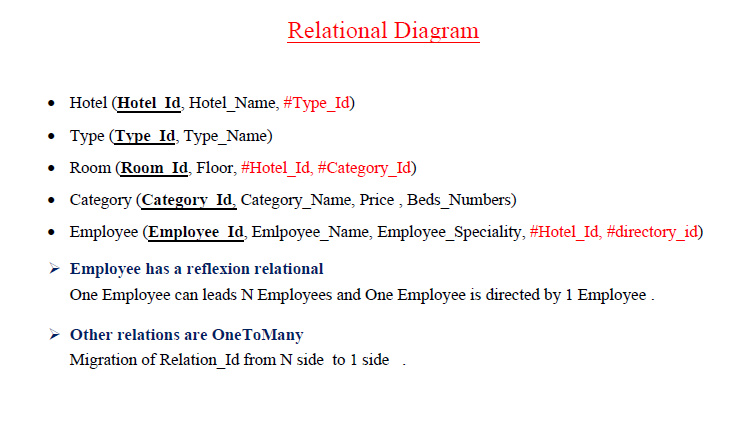 Relational Diagram
• Hotel (Hotel_Id, Hotel_Name, #Type_Id)
• Type (Type_Id, Type_Name)
• Room (Room_Id, Floor, #Hotel_Id, #Category_Id)
• Category (Category_Id, Category_Name, Price , Beds_Numbers)
• Employee (Employee_Id, Emlpoyee_Name, Employee_Speciality, #Hotel_Id, #directory_id)
➢ Employee has a reflexion relational
One Employee can leads N Employees and One Employee is directed by 1 Employee .
➢ Other relations are OneToMany
Migration of Relation_Id from N side to 1 side .